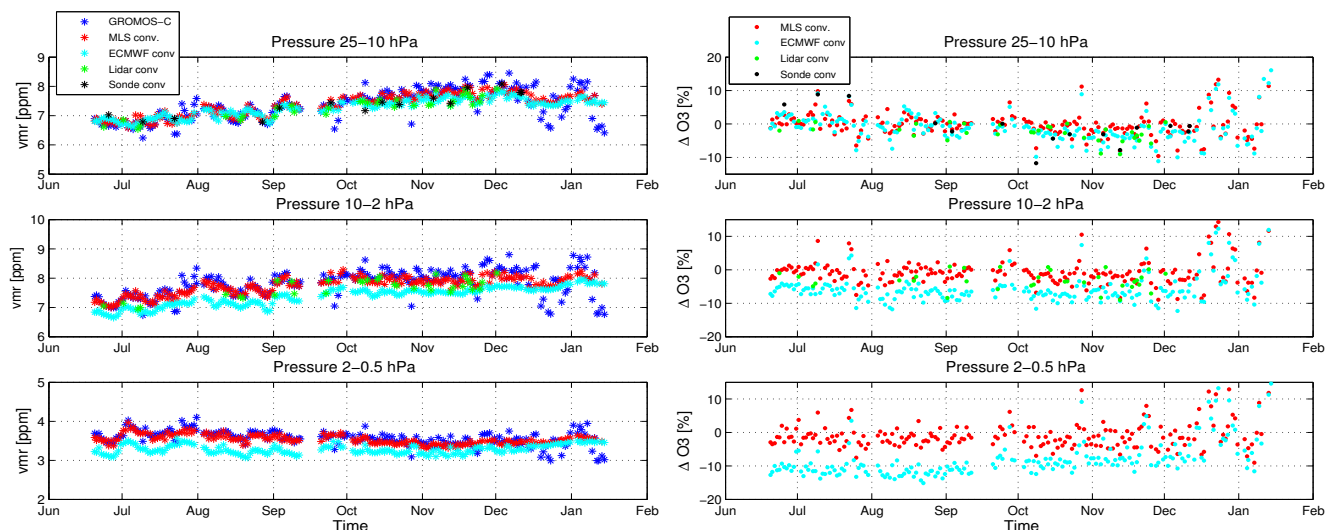 GROMOS-C
MLS conv.
ECMWF conv
Lidar conv
Sonde conv
Pressure 25-10 hPa
vmr [ppm]
9
8
7
6
5
Jun Jul Aug Sep Oct Nov Dec Jan Feb
Pressure 10-2 hPa
vmr [ppm]
10
9
8
7
6
Jun Jul Aug Sep Oct Nov Dec Jan Feb
Pressure 2-0.5 hPa
vmr [ppm]
5
4
3
2
Jun Jul Aug Sep Oct Nov Dec Jan Feb
Time
MLS conv.
ECMWF conv
Lidar conv
Sonde conv
Pressure 25-10 hPa
Δ O3 [%]
20
10
0
-10
Jun Jul Aug Sep Oct Nov Dec Jan Feb
Pressure 10-2 hPa
Δ O3 [%]
10
0
-10
-20
Jun Jul Aug Sep Oct Nov Dec Jan Feb
Pressure 2-0.5 hPa
Δ O3 [%]
10
0
-10
-20
Jun Jul Aug Sep Oct Nov Dec Jan Feb
Time